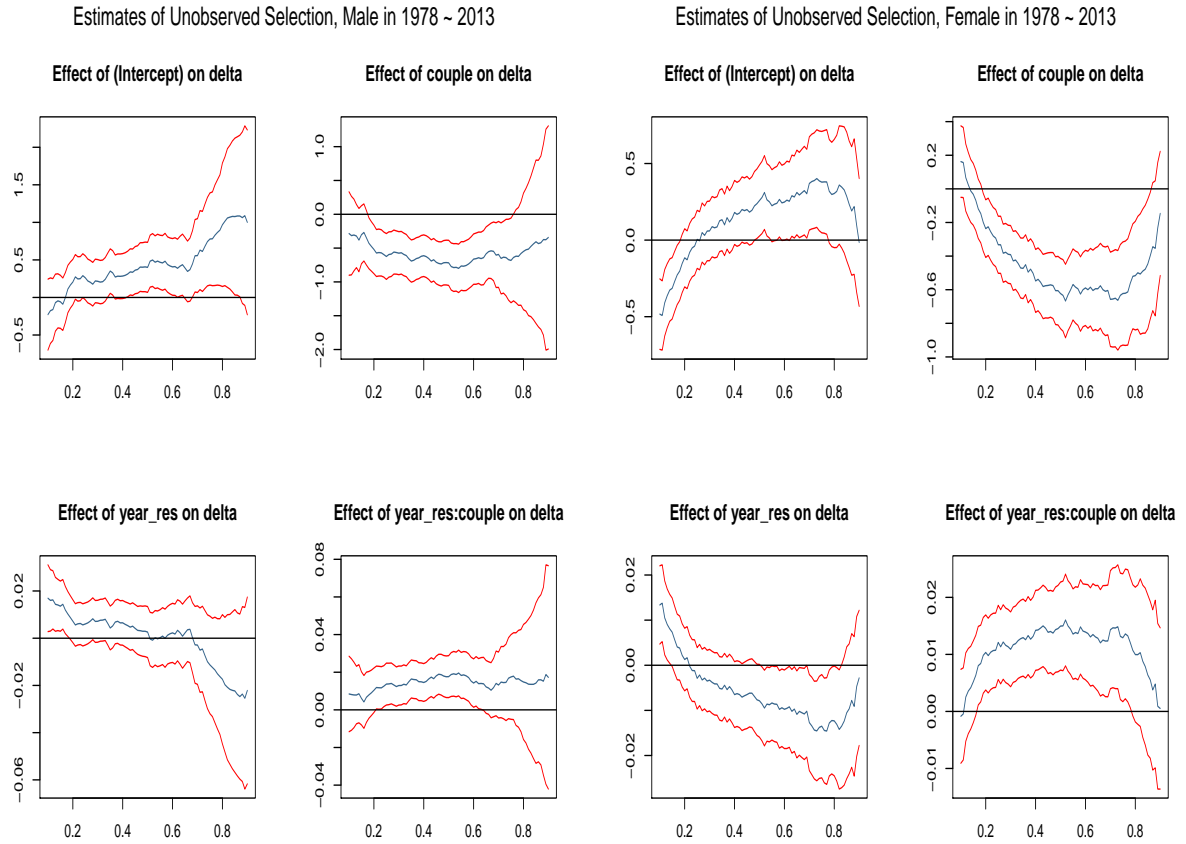 Estimates of Unobserved Selection, Male in 1978 ~ 2013
Estimates of Unobserved Selection, Female in 1978 ~ 2013
Effect of (Intercept) on delta
−0.5 0.5 1.5
0.2 0.4 0.6 0.8
Effect of couple on delta
−2.0 −1.0 0.0 1.0
0.2 0.4 0.6 0.8
Effect of (Intercept) on delta
−0.5 0.0 0.5
0.2 0.4 0.6 0.8
Effect of couple on delta
−1.0 −0.6 −0.2 0.2
0.2 0.4 0.6 0.8
Effect of year_res on delta
−0.06 −0.02 0.02
0.2 0.4 0.6 0.8
Effect of year_res:couple on delta
−0.04 0.00 0.04 0.08
0.2 0.4 0.6 0.8
Effect of year_res on delta
−0.02 0.00 0.02
0.2 0.4 0.6 0.8
Effect of year_res:couple on delta
−0.01 0.00 0.01 0.02
0.2 0.4 0.6 0.8